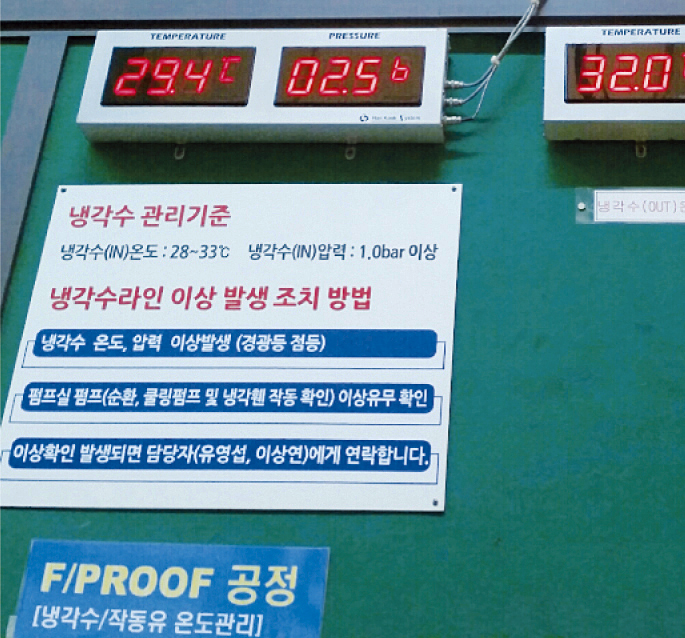 TEMPERATURE PRESSURE TEMPERATURE
29.4℃ 02.5b 32.0
냉각수(OUT)
냉각수 관리기준
냉각수(IN)온도 : 28~33℃ 냉각수(IN)압력 : 1.0bar 이상
냉각수라인 이상 발생 조치 방법
냉각수 온도, 압력 이상발생 (경광등 점등)
펌프실 펌프(순환, 쿨링펌프 및 냉각휀 작동 확인) 이상유무 확인
이상확인 발생되면 담당자(유영섭, 이상연)에게 연락합니다.
F/PROOF 공정
[냉각수/작동유 온도관리]